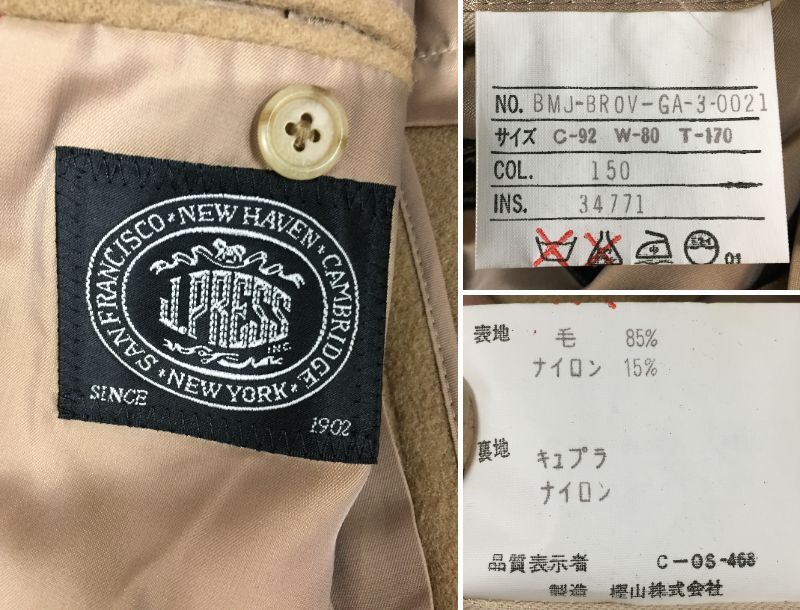 SAN FRANCISCO • NEW HAVEN • CAMBRIDGE
J.PRESS
INC.
• NEW YORK •
SINCE
1902
NO. BMJ-BROV-GA-3-0021
サイズ C-92 W-80 T-170
COL. 150
INS. 34771
01
表地 毛 85%
ナイロン 15%
裏地 キュプラ
ナイロン
品質表示者 C-OS-468
製造 樫山株式会社